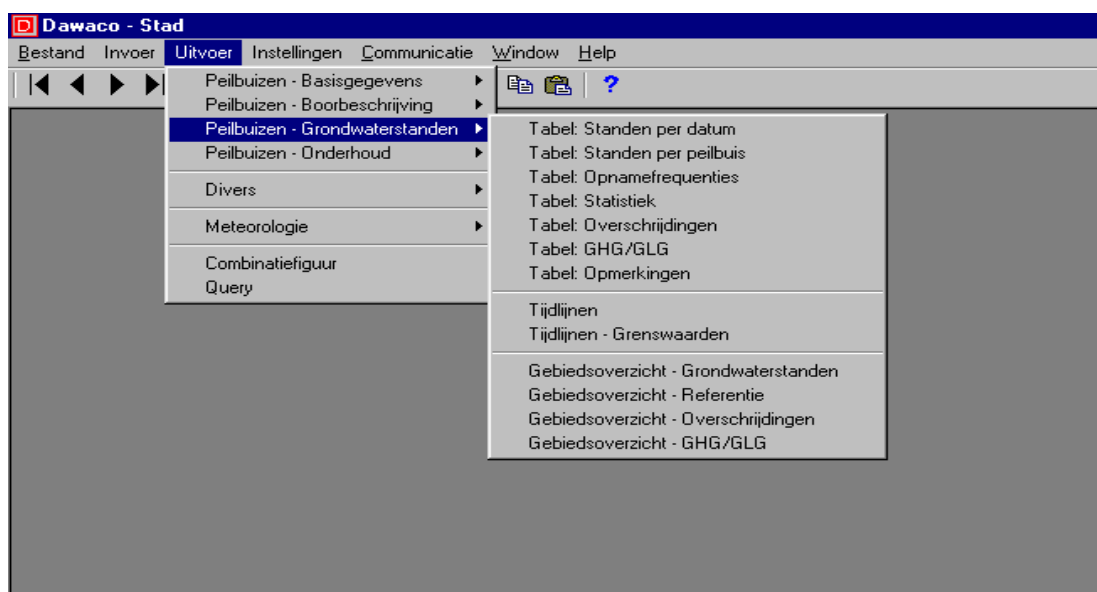 D Dawaco - Stad
Bestand Invoer Uitvoer Instellingen Communicatie Window Help
?
Peilbuizen - Basisgegevens
Peilbuizen - Boorbeschrijving
Peilbuizen - Grondwaterstanden
Peilbuizen - Onderhoud
Divers
Meteorologie
Combinatiefiguur
Query
Tabel: Standen per datum
Tabel: Standen per peilbuis
Tabel: Opnamefrequenties
Tabel: Statistiek
Tabel: Overschrijdingen
Tabel: GHG/GLG
Tabel: Opmerkingen
Tijdlijnen
Tijdlijnen - Grenswaarden
Gebiedsoverzicht - Grondwaterstanden
Gebiedsoverzicht - Referentie
Gebiedsoverzicht - Overschrijdingen
Gebiedsoverzicht - GHG/GLG